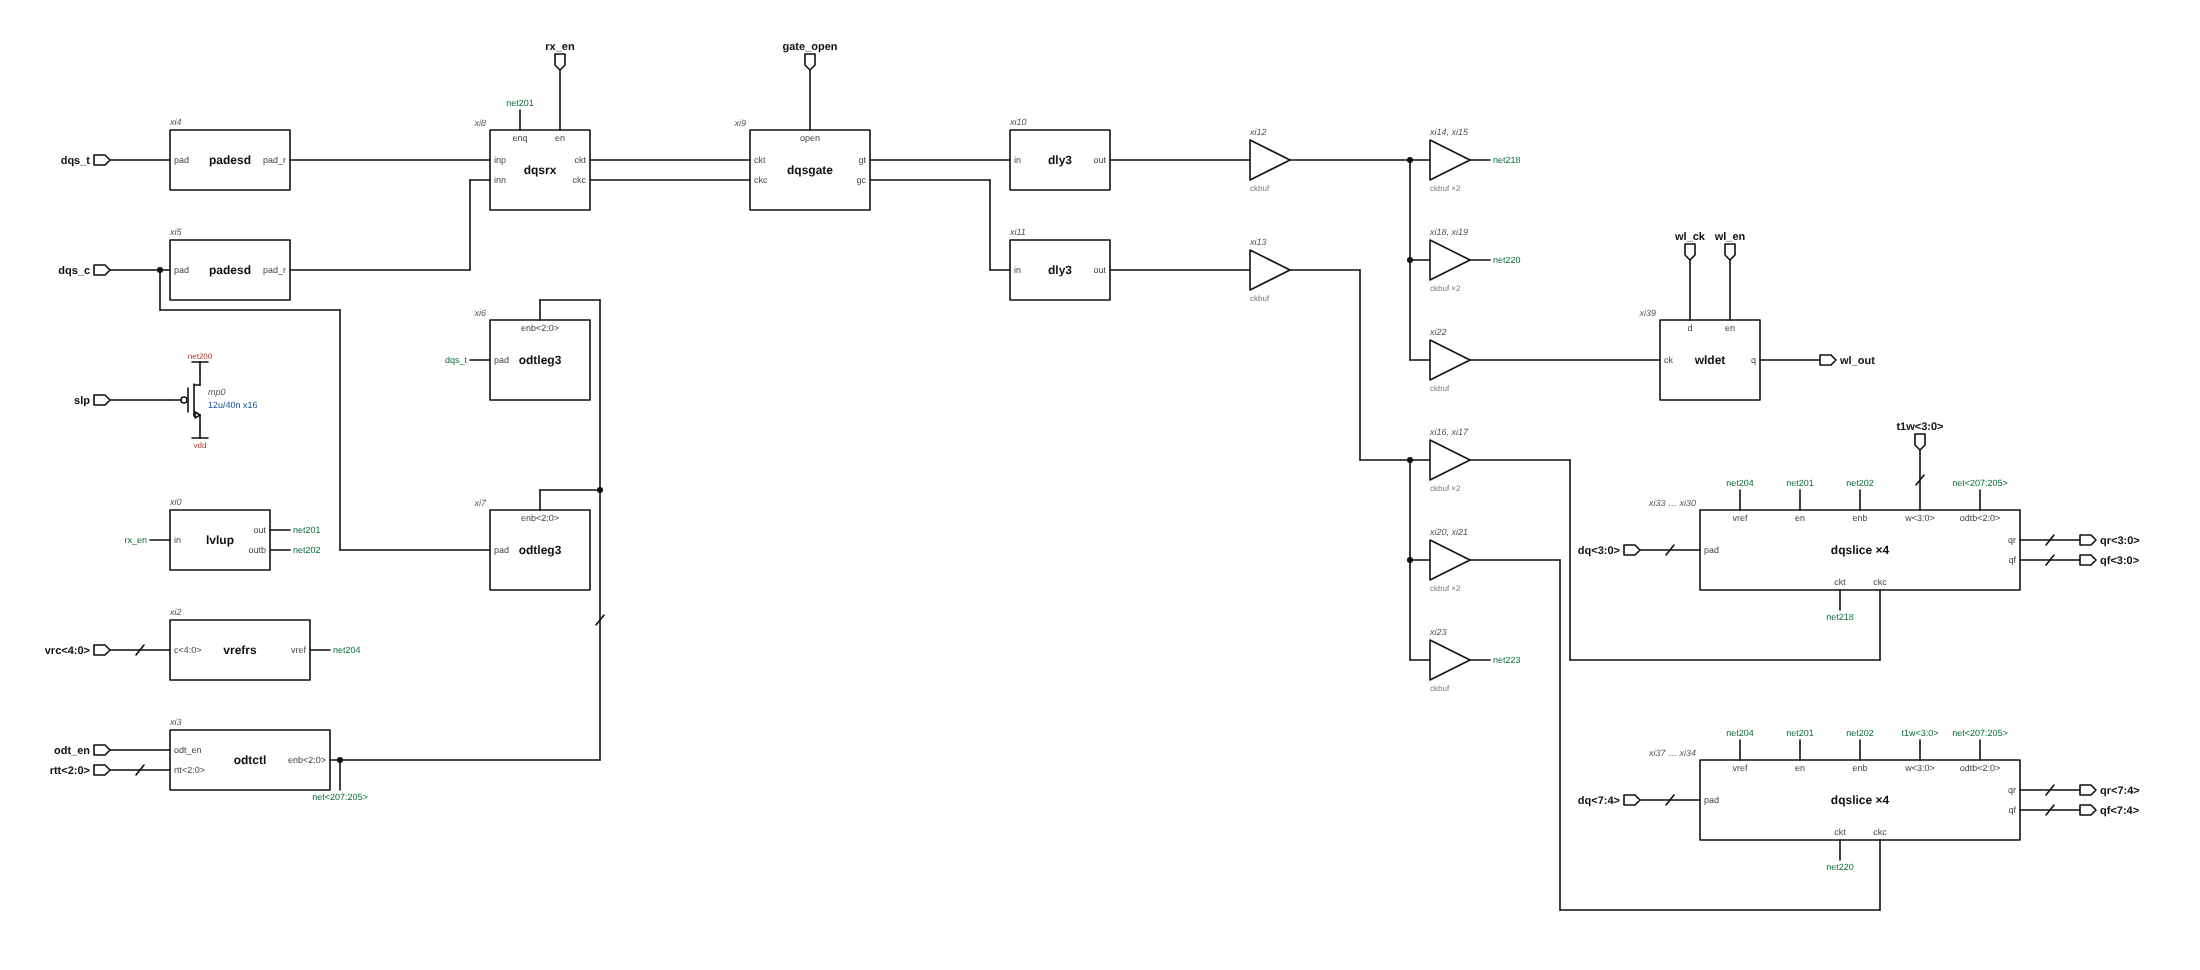 rx_en
gate_open
net201
xi4
xi8
enq
en
xi9
open
xi10
xi12
xi14, xi15
dqs_t
pad
padesd
pad_r
inp
inn
dqsrx
ckt
ckc
ckt
ckc
dqsgate
gt
gc
in
dly3
out
ckbuf
net218
ckbuf ×2
xi5
dqs_c
pad
padesd
pad_r
xi11
in
dly3
out
xi13
ckbuf
xi18, xi19
net220
ckbuf ×2
wl_ck
wl_en
xi6
enb<2:0>
dqs_t
pad
odtleg3
xi22
ckbuf
xi39
d
en
ck
wldet
q
wl_out
net200
slp
mp0
12u/40n x16
vdd
xi16, xi17
ckbuf ×2
t1w<3:0>
xi0
rx_en
in
lvlup
out
outb
net201
net202
xi7
enb<2:0>
pad
odtleg3
xi20, xi21
ckbuf ×2
net204
net201
net202
net<207:205>
xi33 … xi30
vref
en
enb
w<3:0>
odtb<2:0>
dq<3:0>
pad
dqslice ×4
qr
qf
qr<3:0>
qf<3:0>
ckt
ckc
net218
xi2
vrc<4:0>
c<4:0>
vrefrs
vref
net204
xi23
net223
ckbuf
xi3
odt_en
rtt<2:0>
odt_en
rtt<2:0>
odtctl
enb<2:0>
net<207:205>
net204
net201
net202
t1w<3:0>
net<207:205>
xi37 … xi34
vref
en
enb
w<3:0>
odtb<2:0>
dq<7:4>
pad
dqslice ×4
qr
qf
qr<7:4>
qf<7:4>
ckt
ckc
net220